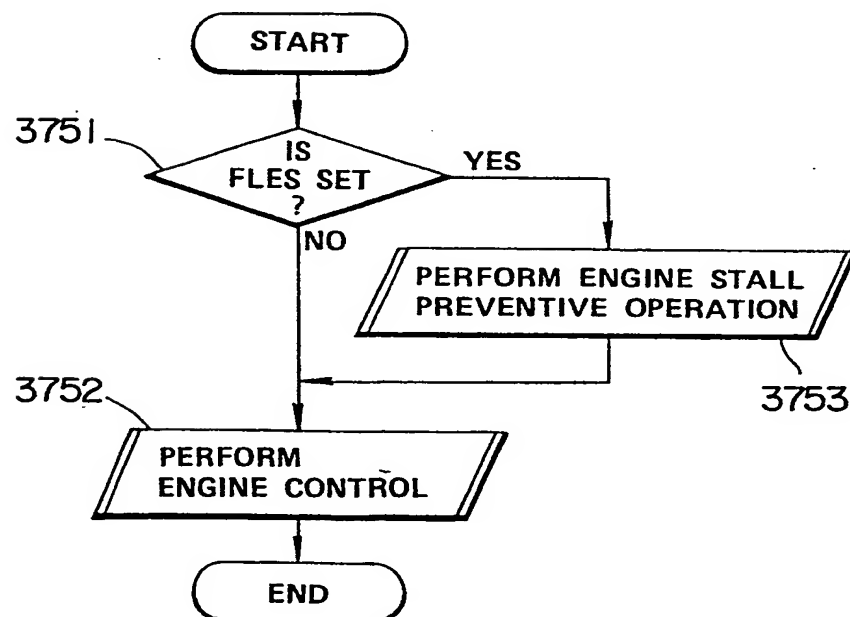 START
3751
IS
FLES SET
?
YES
NO
PERFORM ENGINE STALL
PREVENTIVE OPERATION
3753
3752
PERFORM
ENGINE CONTROL
END